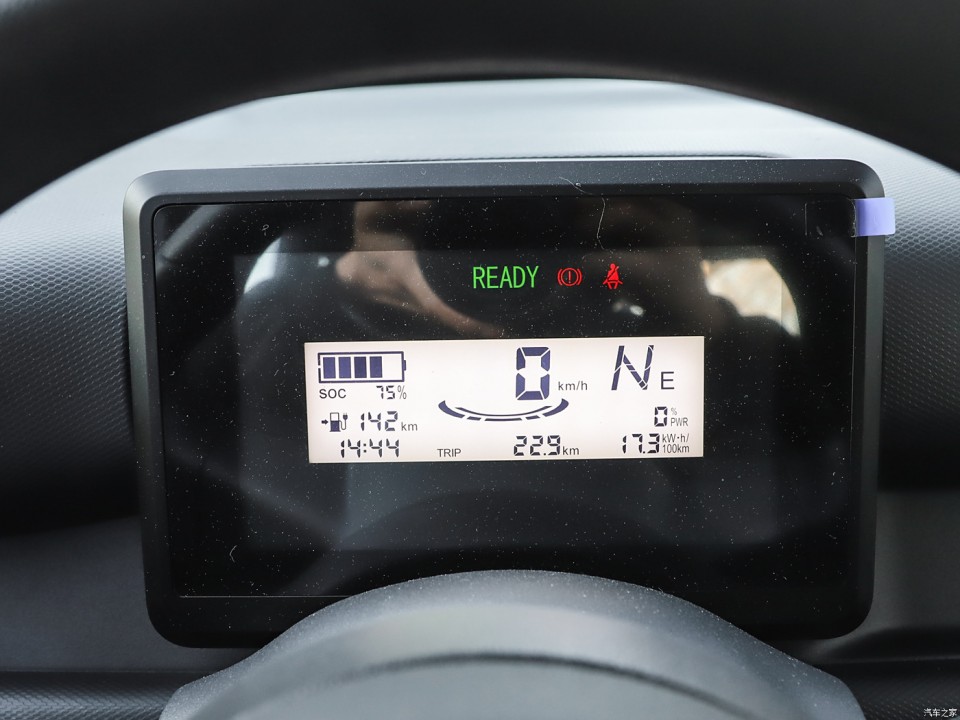 READY
0 km/h
N E
SOC 75%
0 % PWR
142 km
14:44
TRIP 22.9 km
17.3 kW·h/100km
汽车之家